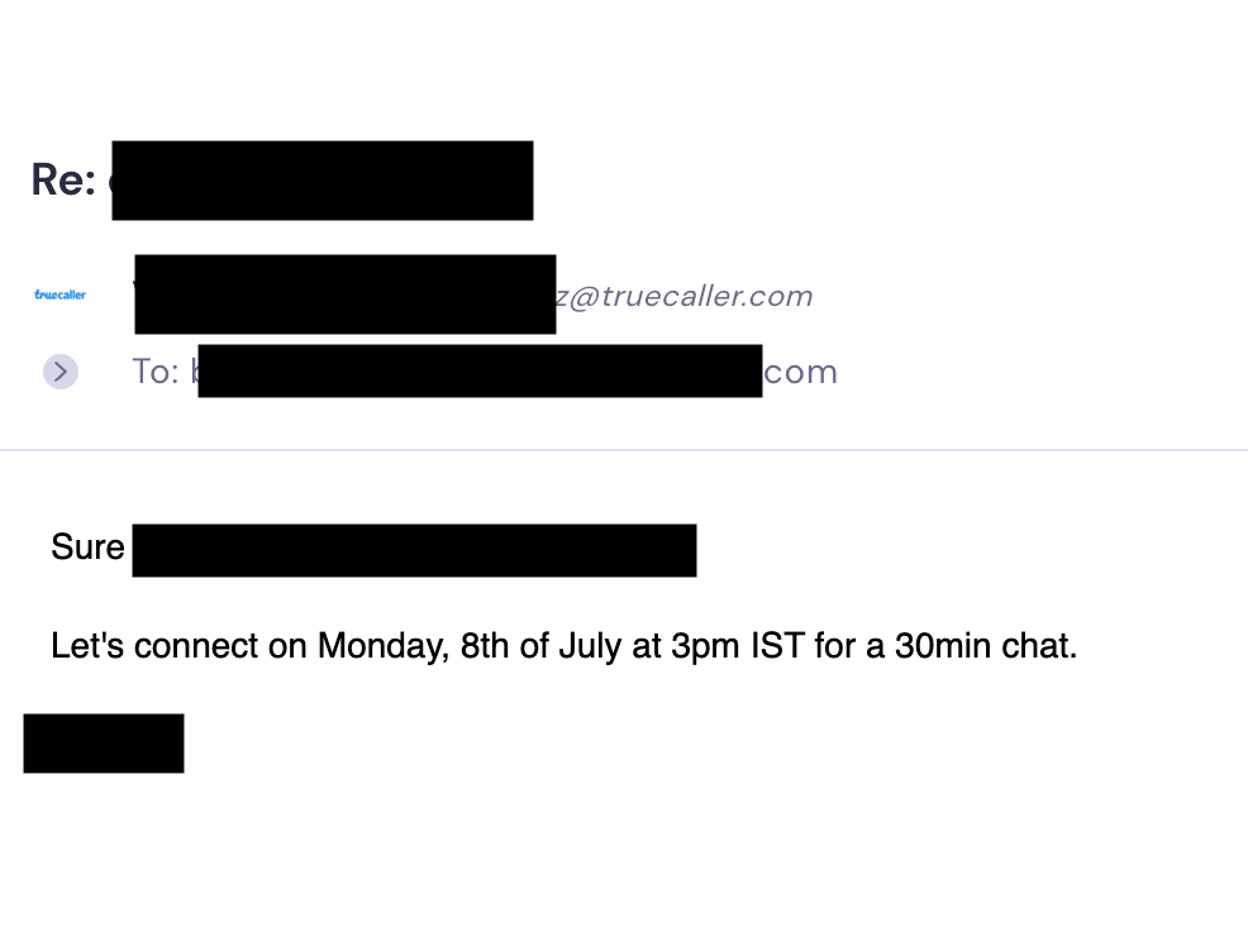 Re:
truecaller
z@truecaller.com
To: com
Sure
Let's connect on Monday, 8th of July at 3pm IST for a 30min chat.